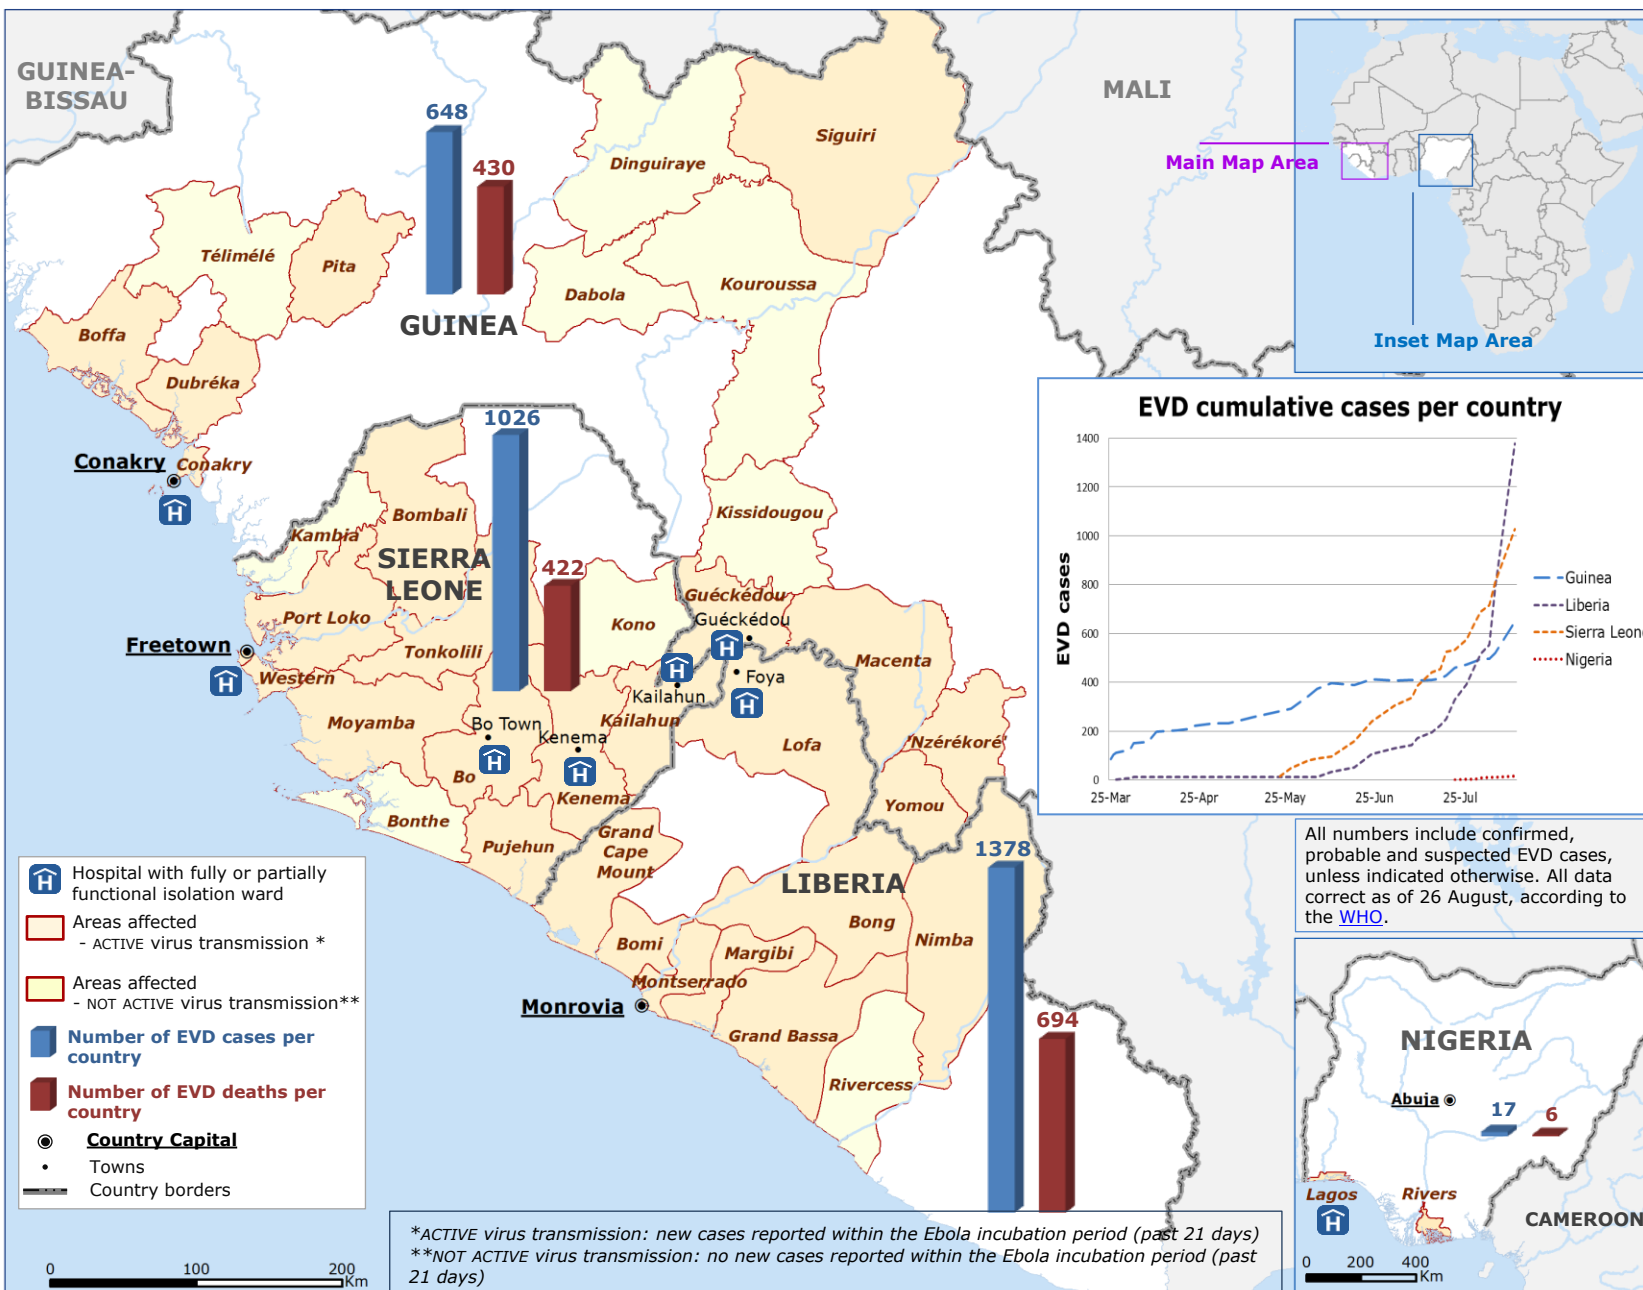 GUINEA-
BISSAU
MALI
648
430
GUINEA
Siguiri
Dinguiraye
Télimélé
Pita
Kouroussa
Dabola
Boffa
Dubréka
Conakry
Conakry
Kissidougou
1026
422
SIERRA
LEONE
Bombali
Kambia
Port Loko
Kono
Tonkolili
Freetown
Western
Moyamba
Bo Town
Bo
Kenema
Kenema
Kailahun
Kailahun
Bonthe
Pujehun
Guéckédou
Guéckédou
Foya
Macenta
Lofa
'Nzérékoré'
Yomou
Grand
Cape
Mount
1378
694
LIBERIA
Bong
Nimba
Bomi
Margibi
Montserrado
Monrovia
Grand Bassa
Rivercess
Main Map Area
Inset Map Area
EVD cumulative cases per country
EVD cases
1400
1200
1000
800
600
400
200
0
25-Mar
25-Apr
25-May
25-Jun
25-Jul
Guinea
Liberia
Sierra Leon
Nigeria
All numbers include confirmed,
probable and suspected EVD cases,
unless indicated otherwise. All data
correct as of 26 August, according to
the WHO.
NIGERIA
Abuja
17
6
Lagos
Rivers
CAMEROON
0 200 400
Km
H Hospital with fully or partially
functional isolation ward
Areas affected
- ACTIVE virus transmission *
Areas affected
- NOT ACTIVE virus transmission**
Number of EVD cases per
country
Number of EVD deaths per
country
Country Capital
Towns
Country borders
0 100 200
Km
*ACTIVE virus transmission: new cases reported within the Ebola incubation period (past 21 days)
**NOT ACTIVE virus transmission: no new cases reported within the Ebola incubation period (past
21 days)
H
H
H
H
H
H
H
H